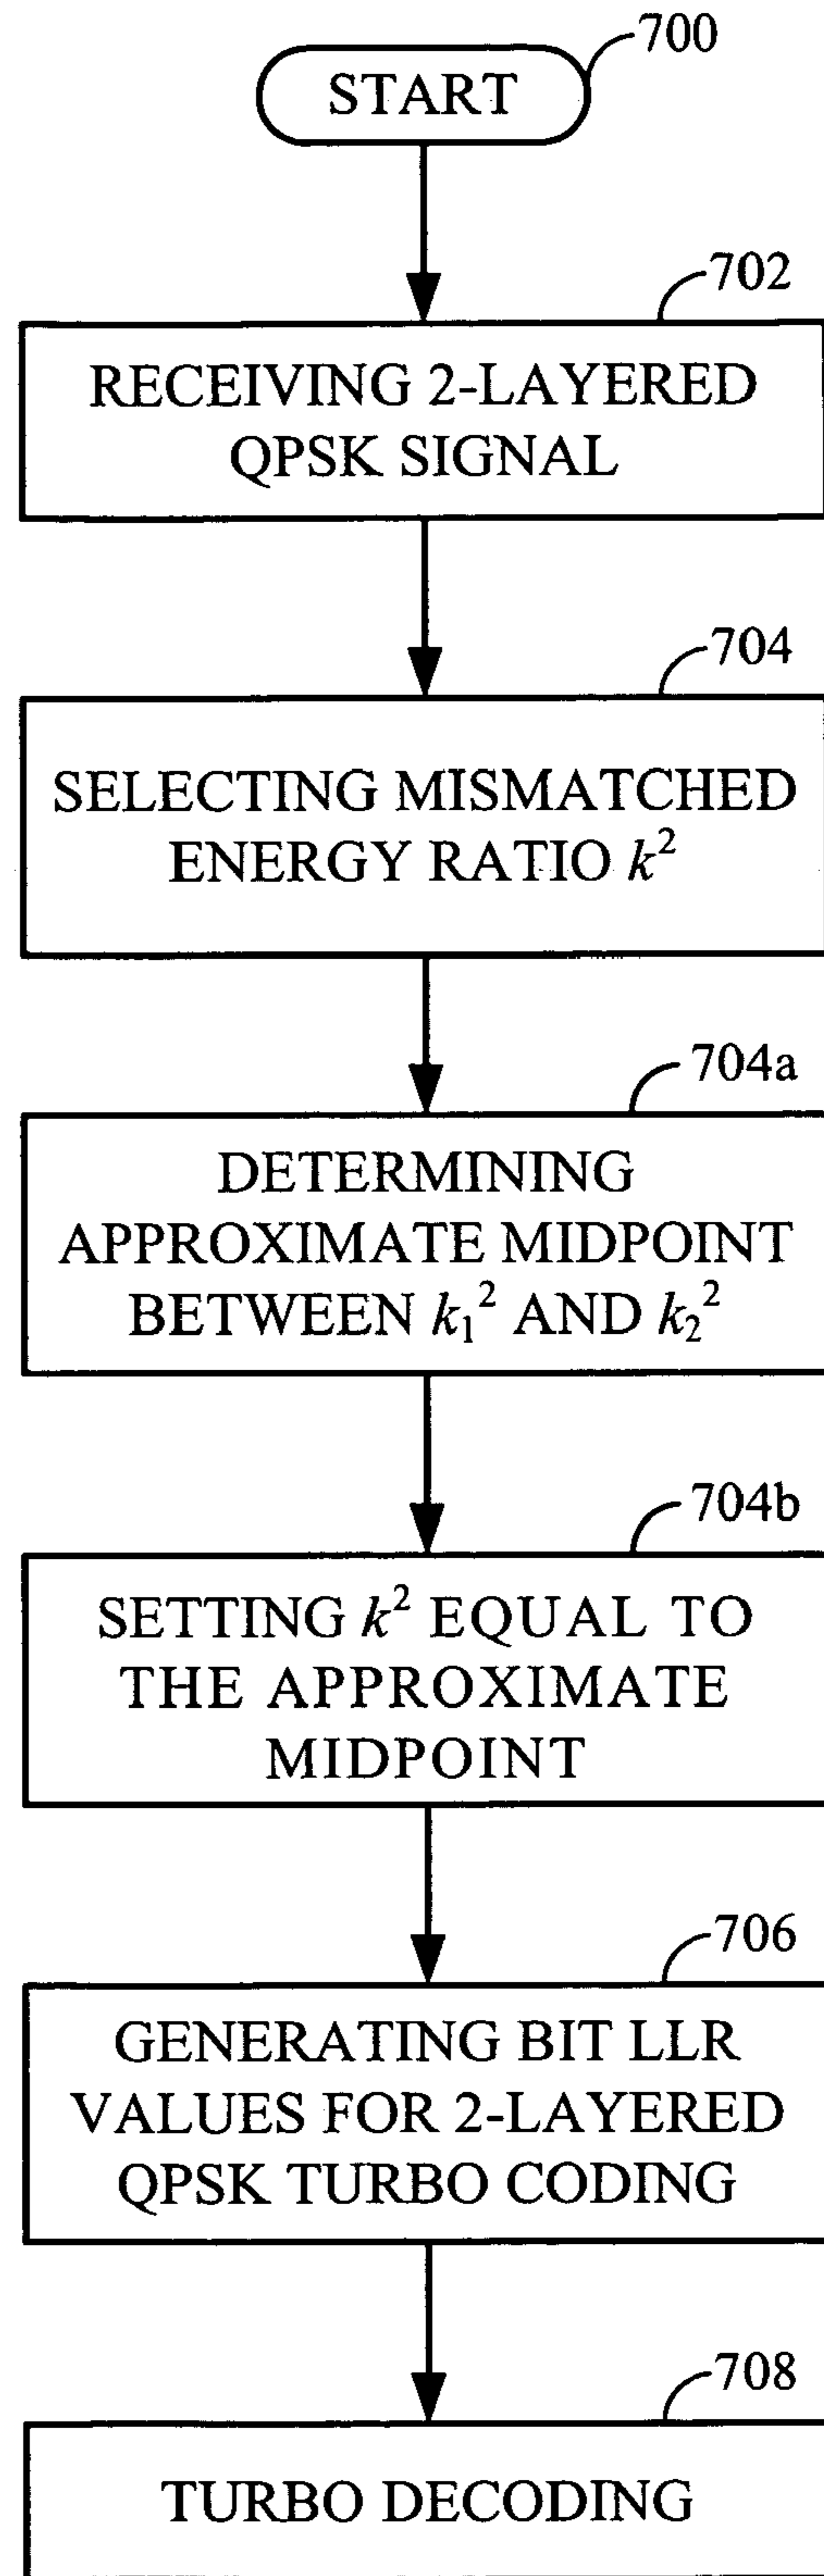 700
START
702
RECEIVING 2-LAYERED
QPSK SIGNAL
704
SELECTING MISMATCHED
ENERGY RATIO k²
704a
DETERMINING
APPROXIMATE MIDPOINT
BETWEEN k₁² AND k₂²
704b
SETTING k² EQUAL TO
THE APPROXIMATE
MIDPOINT
706
GENERATING BIT LLR
VALUES FOR 2-LAYERED
QPSK TURBO CODING
708
TURBO DECODING